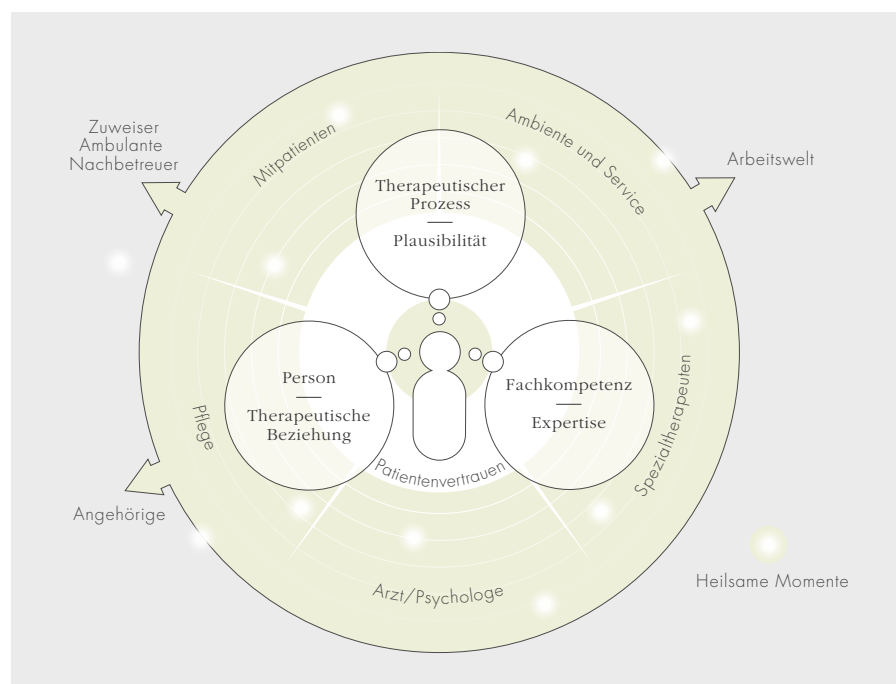 Mitpatienten
Ambiente und Service
Zuweiser
Ambulante
Nachbetreuer
Arbeitswelt
Therapeutischer
Prozess
Plausibilität
Person
Therapeutische
Beziehung
Fachkompetenz
Expertise
Pflege
Spezialtherapeuten
Patientenvertrauen
Angehörige
Heilsame Momente
Arzt/Psychologe